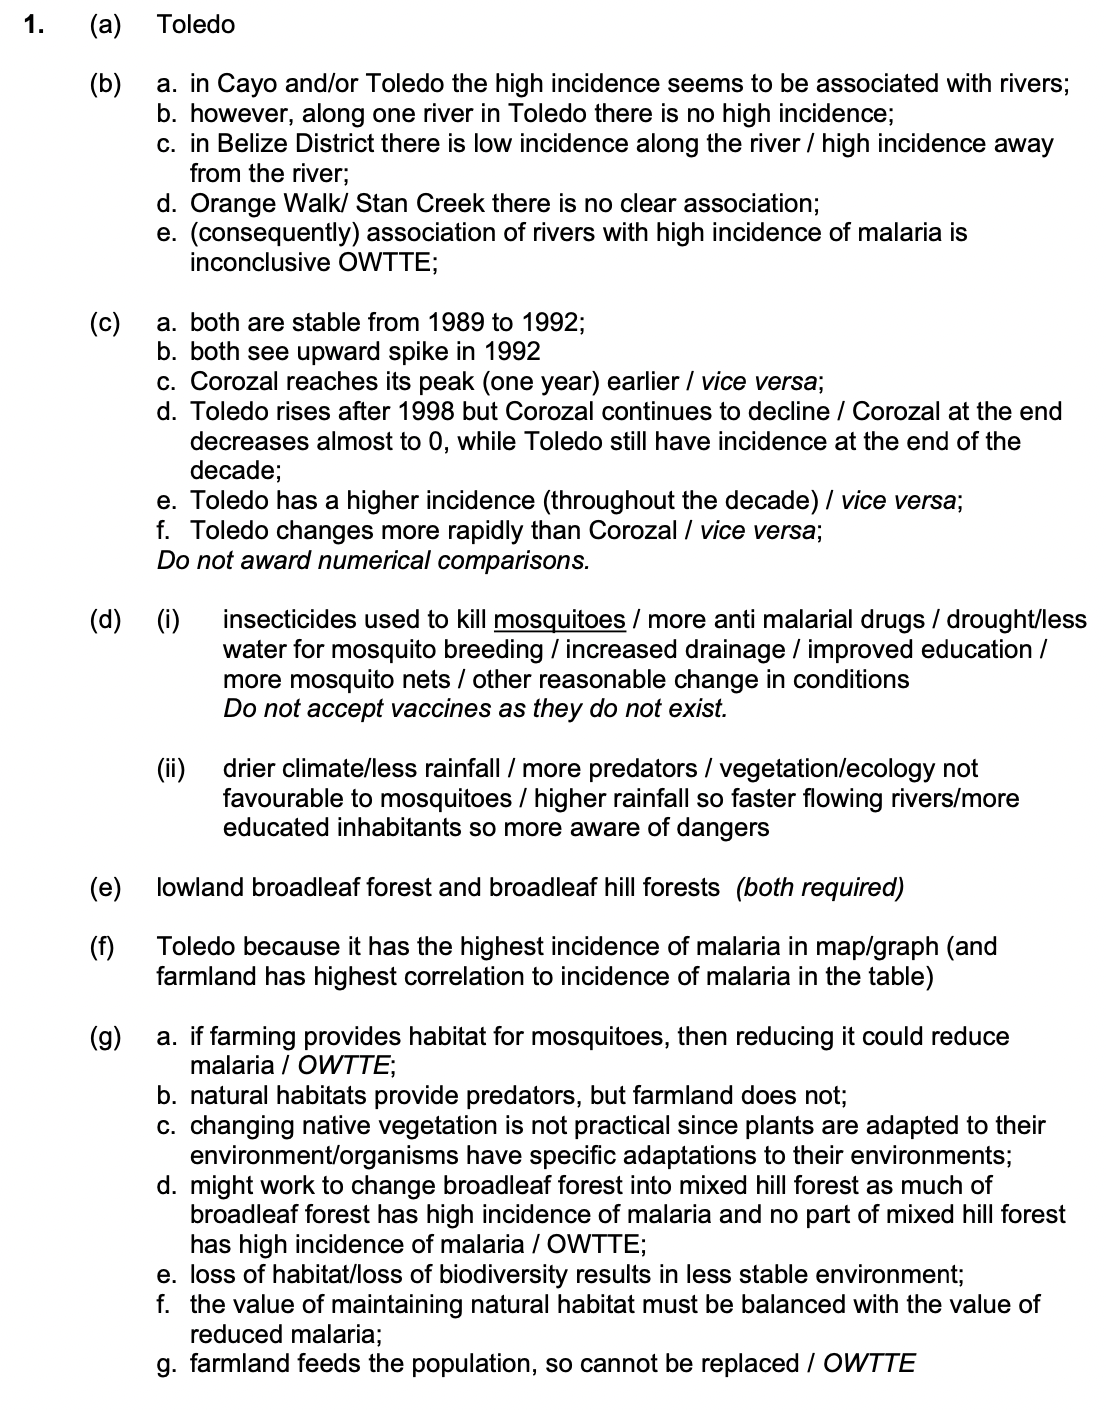 1. (a) Toledo
(b) a. in Cayo and/or Toledo the high incidence seems to be associated with rivers;
b. however, along one river in Toledo there is no high incidence;
c. in Belize District there is low incidence along the river / high incidence away
from the river;
d. Orange Walk/ Stan Creek there is no clear association;
e. (consequently) association of rivers with high incidence of malaria is
inconclusive OWTTE;
(c) a. both are stable from 1989 to 1992;
b. both see upward spike in 1992
c. Corozal reaches its peak (one year) earlier / vice versa;
d. Toledo rises after 1998 but Corozal continues to decline / Corozal at the end
decreases almost to 0, while Toledo still have incidence at the end of the
decade;
e. Toledo has a higher incidence (throughout the decade) / vice versa;
f. Toledo changes more rapidly than Corozal / vice versa;
Do not award numerical comparisons.
(d) (i) insecticides used to kill mosquitoes / more anti malarial drugs / drought/less
water for mosquito breeding / increased drainage / improved education /
more mosquito nets / other reasonable change in conditions
Do not accept vaccines as they do not exist.
(ii) drier climate/less rainfall / more predators / vegetation/ecology not
favourable to mosquitoes / higher rainfall so faster flowing rivers/more
educated inhabitants so more aware of dangers
(e) lowland broadleaf forest and broadleaf hill forests (both required)
(f) Toledo because it has the highest incidence of malaria in map/graph (and
farmland has highest correlation to incidence of malaria in the table)
(g) a. if farming provides habitat for mosquitoes, then reducing it could reduce
malaria / OWTTE;
b. natural habitats provide predators, but farmland does not;
c. changing native vegetation is not practical since plants are adapted to their
environment/organisms have specific adaptations to their environments;
d. might work to change broadleaf forest into mixed hill forest as much of
broadleaf forest has high incidence of malaria and no part of mixed hill forest
has high incidence of malaria / OWTTE;
e. loss of habitat/loss of biodiversity results in less stable environment;
f. the value of maintaining natural habitat must be balanced with the value of
reduced malaria;
g. farmland feeds the population, so cannot be replaced / OWTTE